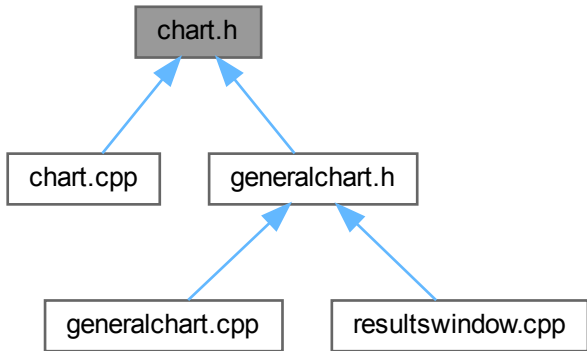 chart.h
chart.cpp
generalchart.h
generalchart.cpp
resultswindow.cpp